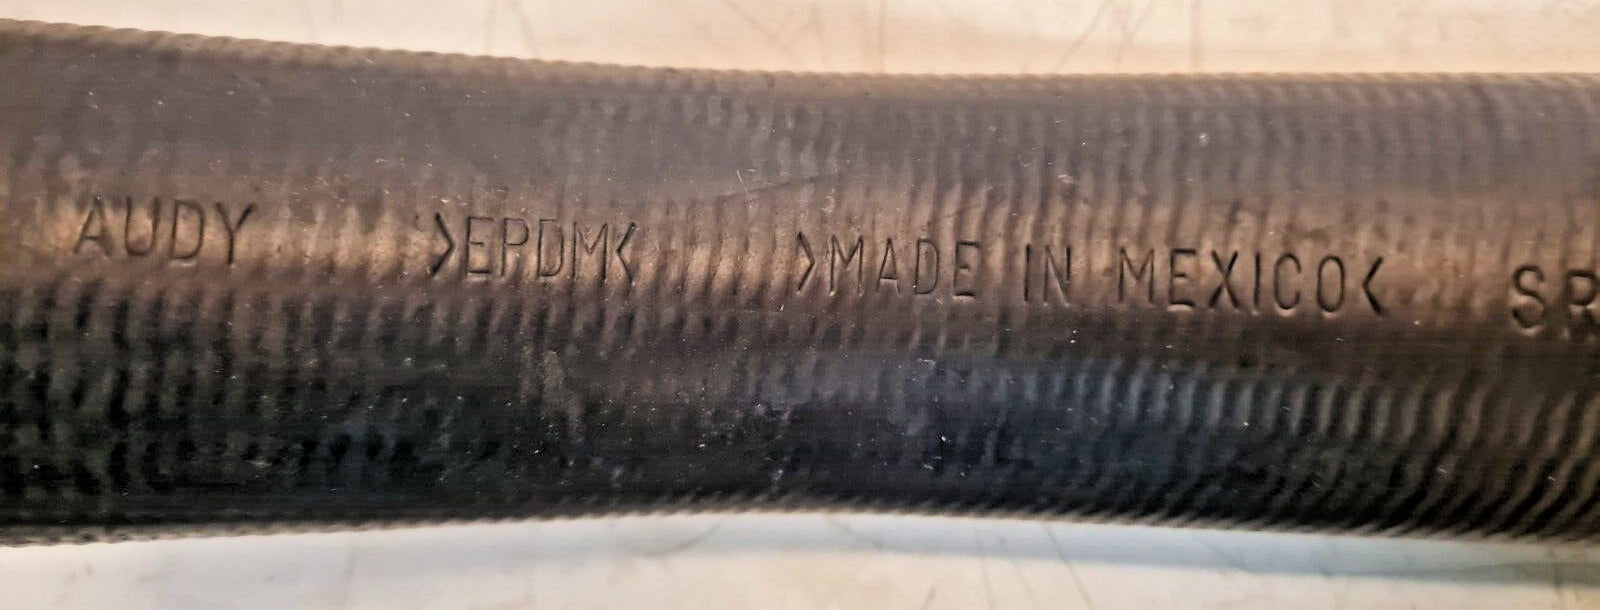 AUDY >EPDM< >MADE IN MEXICO< SR